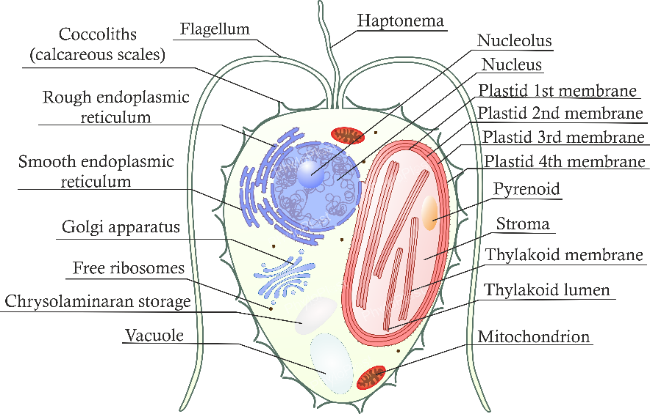 Coccoliths
(calcareous scales)
Flagellum
Haptonema
Rough endoplasmic
reticulum
Smooth endoplasmic
reticulum
Golgi apparatus
Free ribosomes
Chrysolaminaran storage
Vacuole
Nucleolus
Nucleus
Plastid 1st membrane
Plastid 2nd membrane
Plastid 3rd membrane
Plastid 4th membrane
Pyrenoid
Stroma
Thylakoid membrane
Thylakoid lumen
Mitochondrion